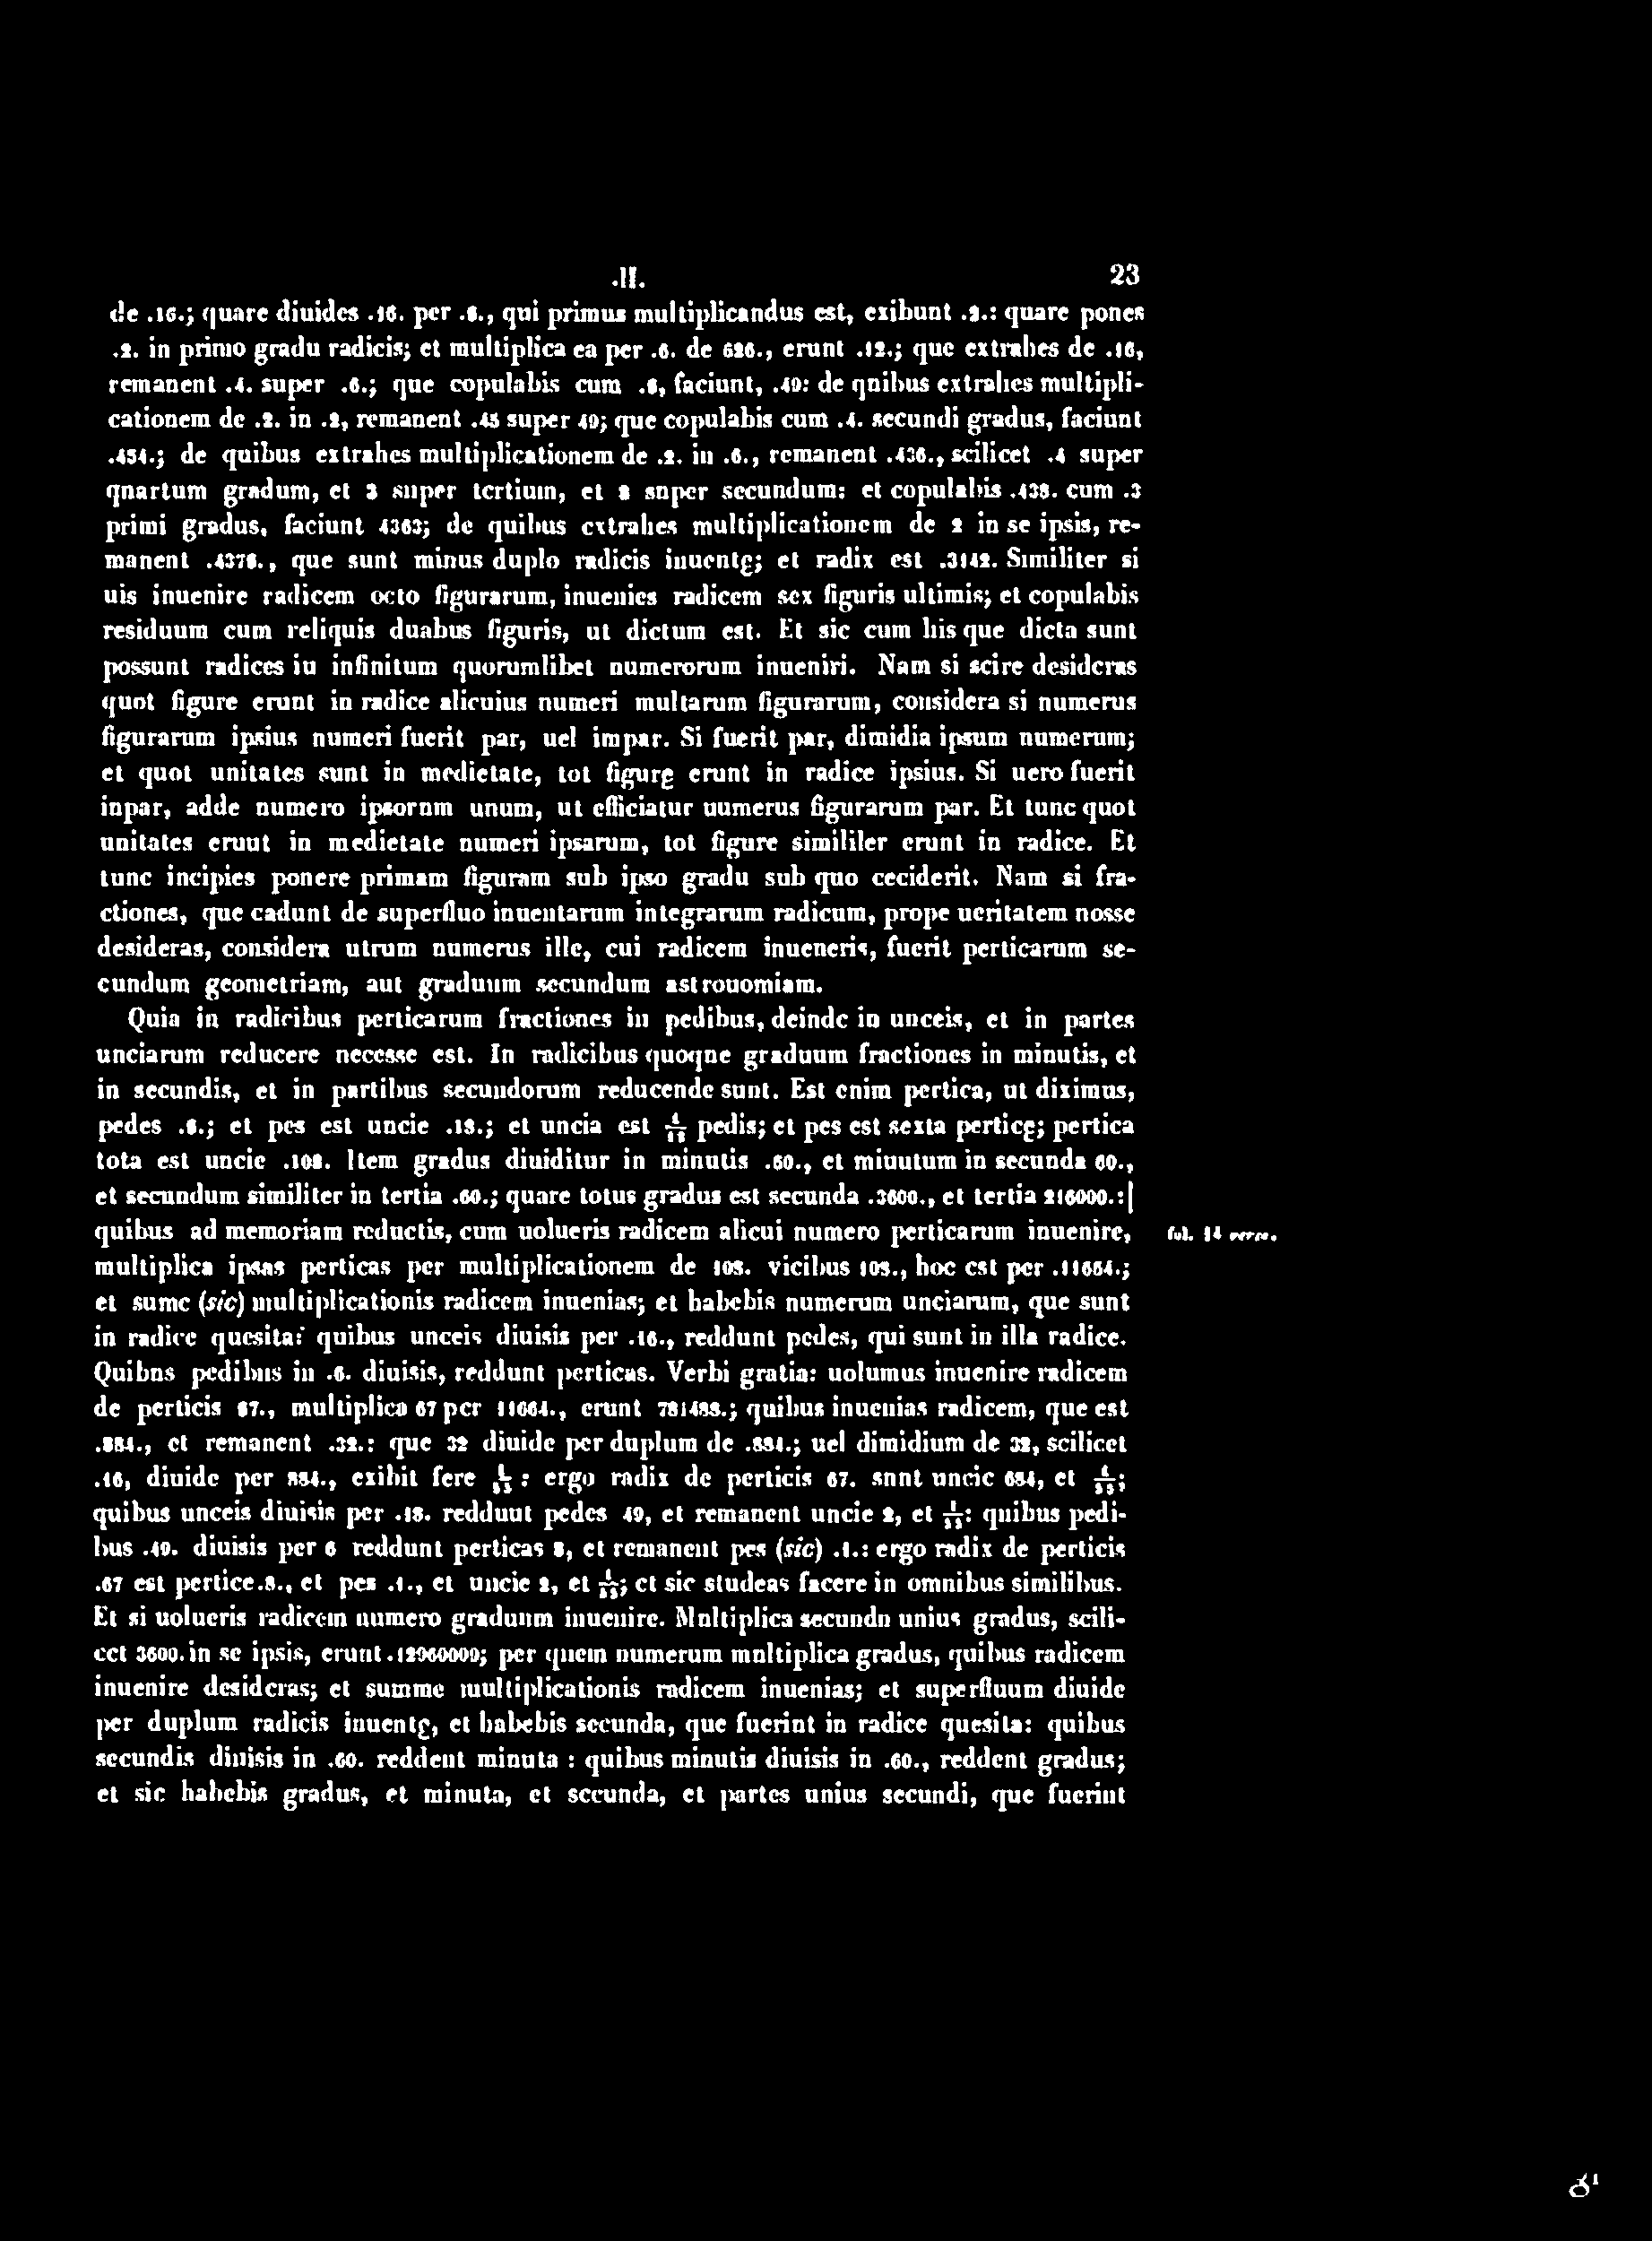 .II. 23
de .16.; quare diuides .16. per .6., qui primus multiplicandus est, exibunt .2.: quare pones
.2. in primo gradu radicis; et multiplica ea per .6. de 626., erunt .12.; que extrahes de .16,
remanent .4. super .6.; que copulabis cum .9, faciunt, .49: de quibus extrahes multipli-
cationem de .2. in .2, remanent .45 super 49; que copulabis cum .4. secundi gradus, faciunt
.454.; de quibus extrahes multiplicationem de .2. in .6., remanent .436., scilicet .4 super
quartum gradum, et 3 super tertium, et super secundum: et copulabis .438. cum .3
primi gradus, faciunt 4383; de quibus extrahes multiplicationem de 2 in se ipsis, re-
manent .4379., que sunt minus duplo radicis inuentę; et radix est .3142. Similiter si
uis inuenire radicem octo figurarum, inuenies radicem sex figuris ultimis; et copulabis
residuum cum reliquis duabus figuris, ut dictum est. Et sic cum his que dicta sunt
possunt radices in infinitum quorumlibet numerorum inueniri. Nam si scire desideras
quot figure erunt in radice alicuius numeri multarum figurarum, considera si numerus
figurarum ipsius numeri fuerit par, uel impar. Si fuerit par, dimidia ipsum numerum;
et quot unitates sunt in medietate, tot figurę erunt in radice ipsius. Si uero fuerit
inpar, adde numero ipsorum unum, ut efficiatur numerus figurarum par. Et tunc quot
unitates erunt in medietate numeri ipsarum, tot figure similiter erunt in radice. Et
tunc incipies ponere primam figuram sub ipso gradu sub quo ceciderit. Nam si fra-
ctiones, que cadunt de superfluo inuentarum integrarum radicum, prope ueritatem nosse
desideras, considera utrum numerus ille, cui radicem inueneris, fuerit perticarum se-
cundum geometriam, aut graduum secundum astronomiam.
Quia in radicibus perticarum fractiones in pedibus, deinde in unceis, et in partes
unciarum reducere necesse est. In radicibus quoque graduum fractiones in minutis, et
in secundis, et in partibus secundorum reducende sunt. Est enim pertica, ut diximus,
pedes .6.; et pes est uncie .18.; et uncia est 1/18 pedis; et pes est sexta perticę; pertica
tota est uncie .108. Item gradus diuiditur in minutis .60., et minutum in secunda 60.,
et secundum similiter in tertia .60.; quare totus gradus est secunda .3600., et tertia 216000.:|
quibus ad memoriam reductis, cum uolueris radicem alicui numero perticarum inuenire, fol. 14 verso.
multiplica ipsas perticas per multiplicationem de 108. vicibus 108., hoc est per .11664.;
et sume (sic) multiplicationis radicem inuenias; et habebis numerum unciarum, que sunt
in radice quesita: quibus unceis diuisis per .18., reddunt pedes, qui sunt in illa radice.
Quibus pedibus in .6. diuisis, reddunt perticas. Verbi gratia: uolumus inuenire radicem
de perticis 67., multiplico 67 per 11664., erunt 781488.; quibus inuenias radicem, que est
.884., et remanent .32.: que 32 diuide per duplum de .884.; uel dimidium de 32, scilicet
.16, diuide per 884., exibit fere 1/55: ergo radix de perticis 67. sunt uncie 884, et 1/55;
quibus unceis diuisis per .18. reddunt pedes 49, et remanent uncie 2, et 1/55: quibus pedi-
bus .49. diuisis per 6 reddunt perticas 8, et remanent pes (sic) .1.: ergo radix de perticis
.67 est pertice .8., et pes .1., et uncie 2, et 1/55; et sic studeas facere in omnibus similibus.
Et si uolueris radicem numero graduum inuenire. Multiplica secunda unius gradus, scili-
cet 3600. in se ipsis, erunt .12960000; per quem numerum multiplica gradus, quibus radicem
inuenire desideras; et summe multiplicationis radicem inuenias; et superfluum diuide
per duplum radicis inuentę, et habebis secunda, que fuerint in radice quesita: quibus
secundis diuisis in .60. reddent minuta : quibus minutis diuisis in .60., reddent gradus;
et sic habebis gradus, et minuta, et secunda, et partes unius secundi, que fuerint